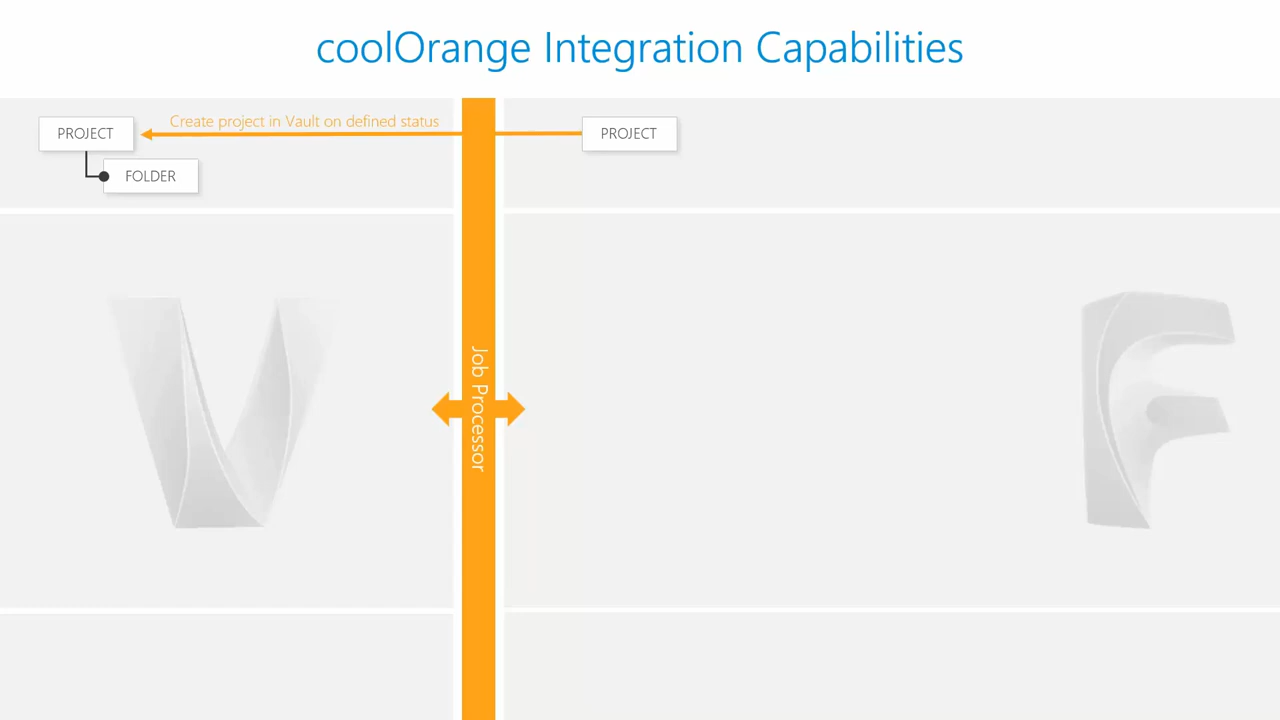 coolOrange Integration Capabilities
PROJECT
Create project in Vault on defined status
PROJECT
FOLDER
Job Processor